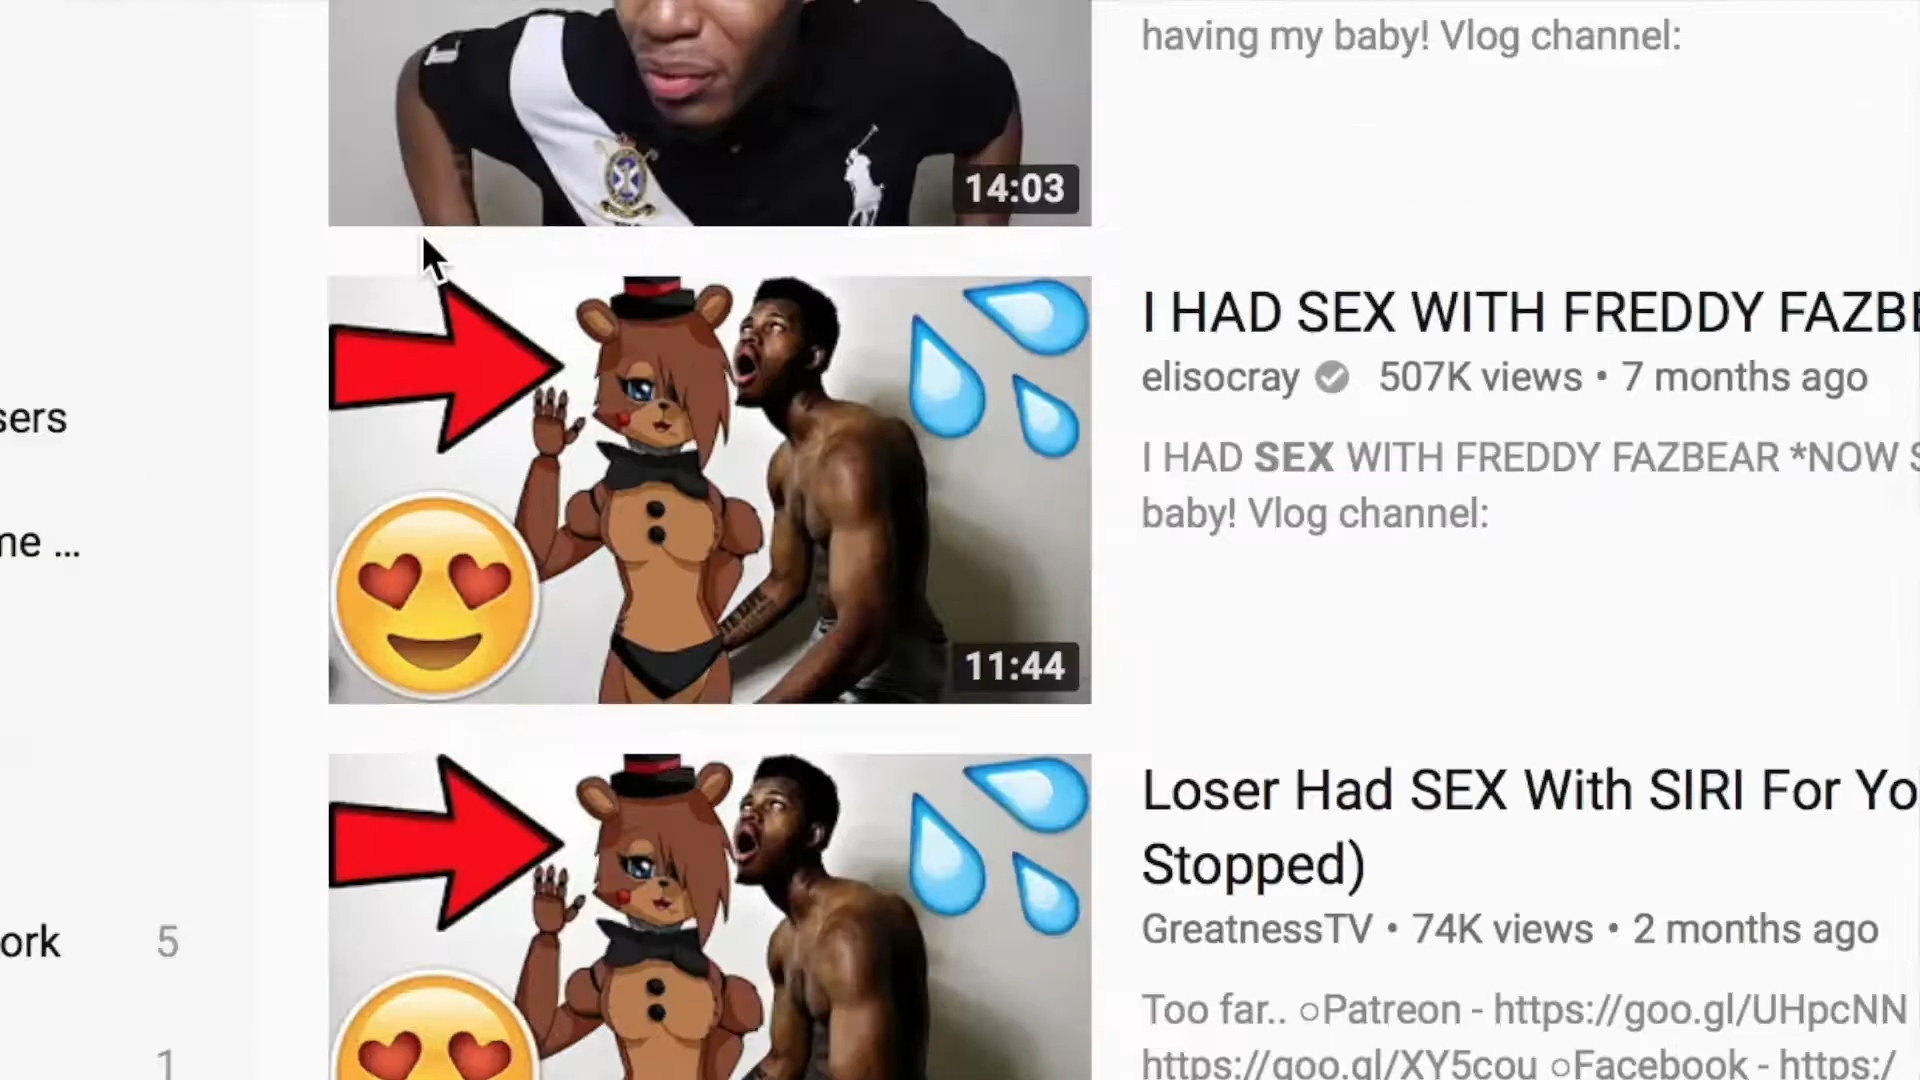 having my baby! Vlog channel:
14:03
I HAD SEX WITH FREDDY FAZBE
elisocray 507K views • 7 months ago
sers
I HAD SEX WITH FREDDY FAZBEAR *NOW S
baby! Vlog channel:
me ...
11:44
Loser Had SEX With SIRI For Yo
Stopped)
GreatnessTV • 74K views • 2 months ago
ork 5
Too far.. ○Patreon - https://goo.gl/UHpcNN
https://goo.gl/XY5cou ○Facebook - https:/
1